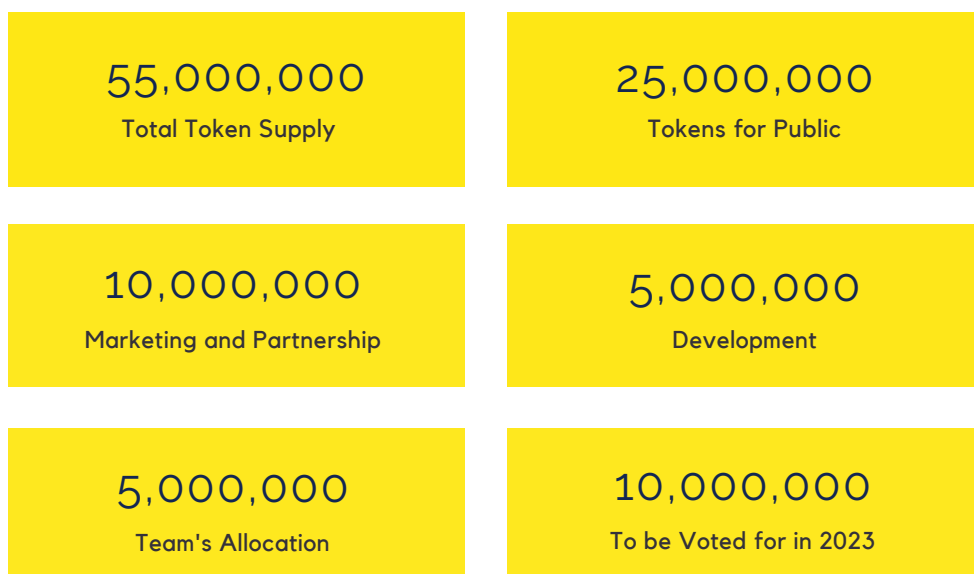 55,000,000
Total Token Supply
25,000,000
Tokens for Public
10,000,000
Marketing and Partnership
5,000,000
Development
5,000,000
Team's Allocation
10,000,000
To be Voted for in 2023